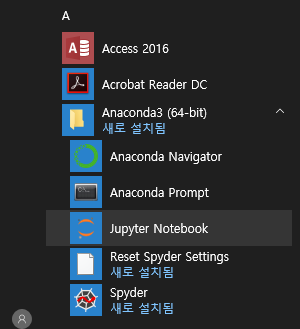 A
Access 2016
Acrobat Reader DC
Anaconda3 (64-bit)
새로 설치됨
Anaconda Navigator
Anaconda Prompt
Jupyter Notebook
Reset Spyder Settings
새로 설치됨
Spyder
새로 설치됨